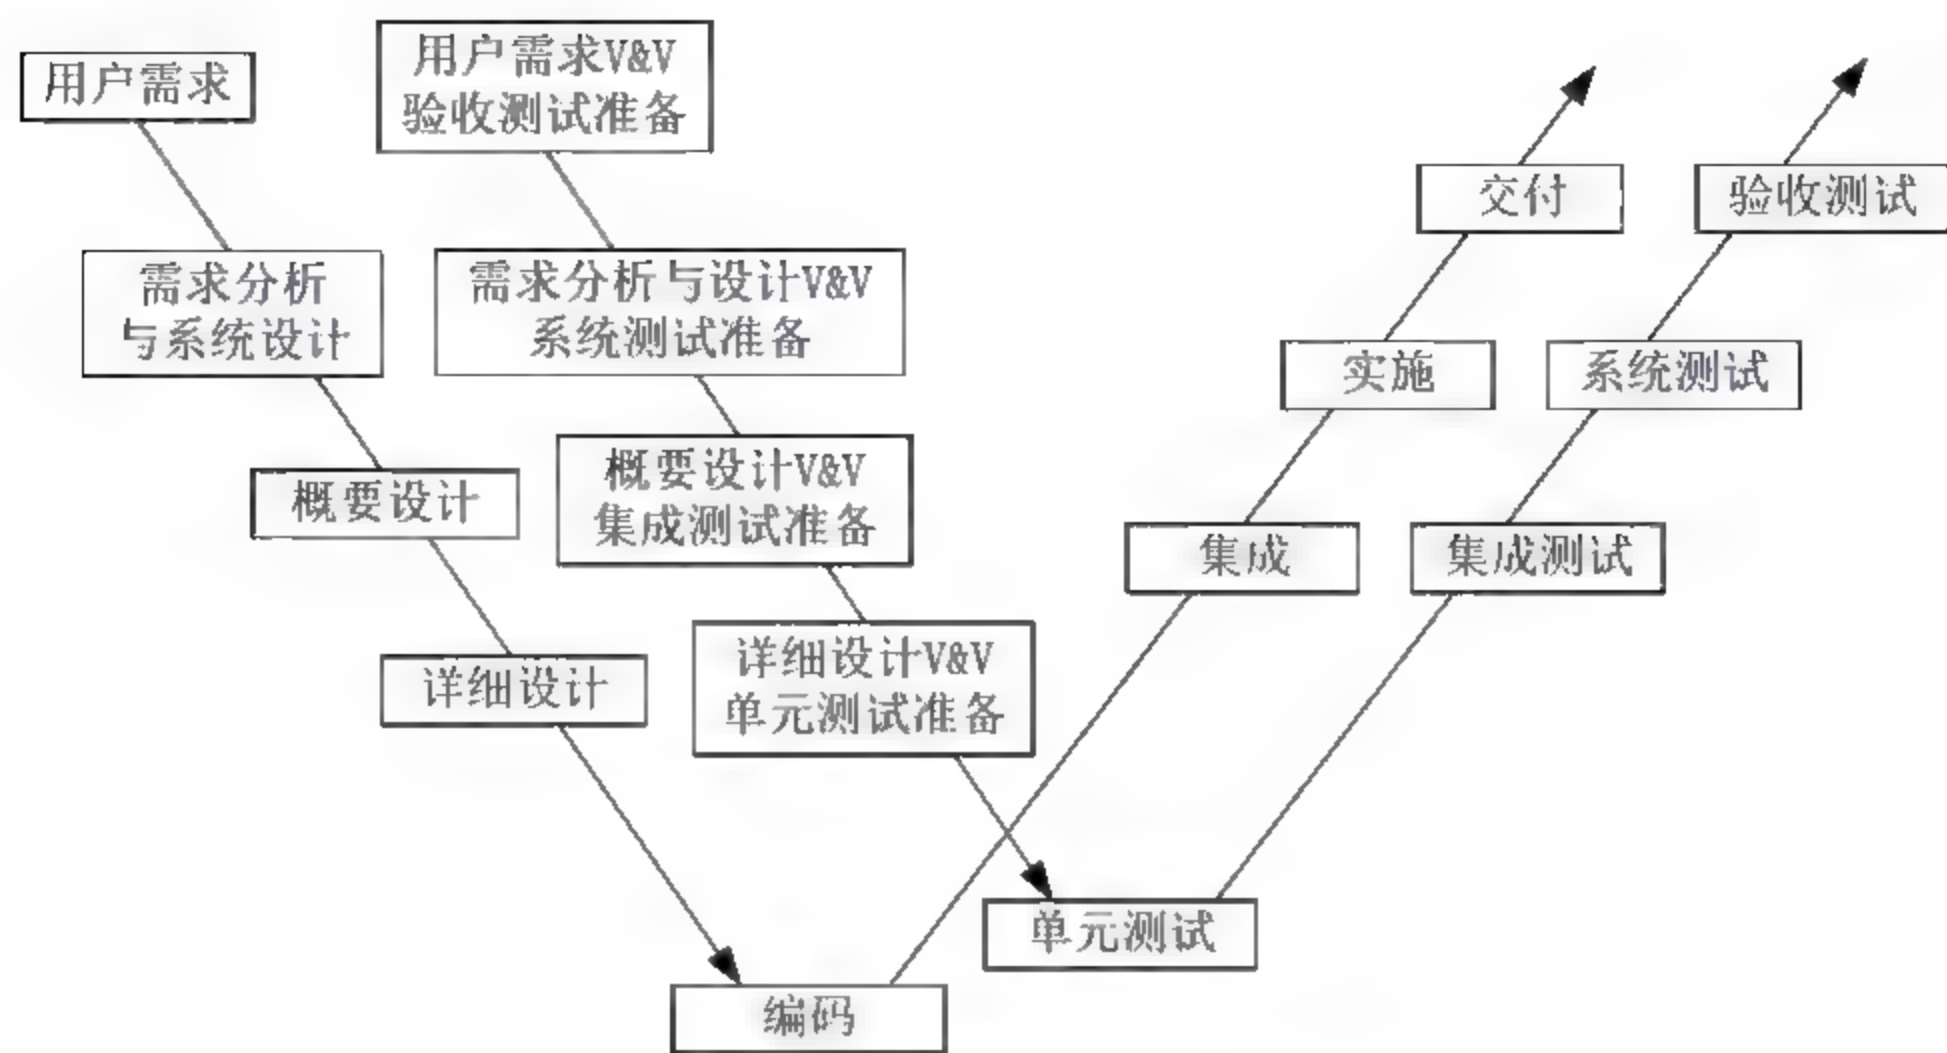 用户需求
用户需求V&V
验收测试准备
交付
验收测试
需求分析
与系统设计
需求分析与设计V&V
系统测试准备
实施
系统测试
概要设计
概要设计V&V
集成测试准备
集成
集成测试
详细设计
详细设计V&V
单元测试准备
单元测试
编码